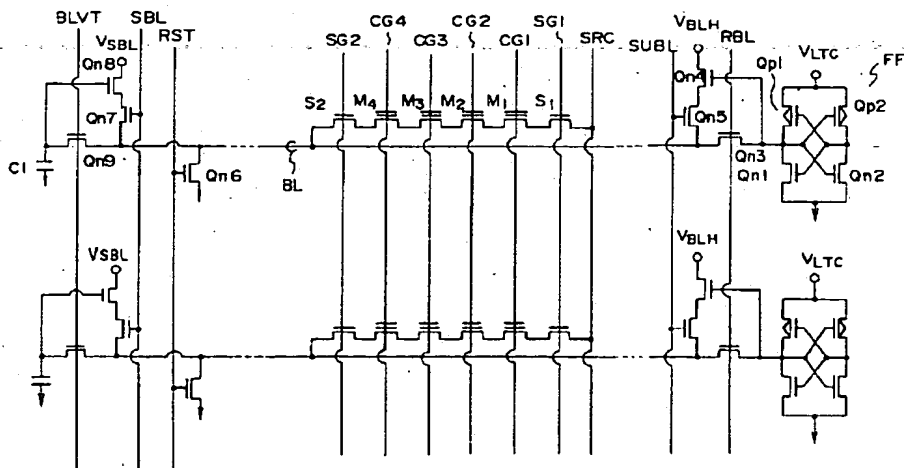 BLVT SBL RST VSBL Qn8 Qn7 Qn9 C1 Qn6 BL
SG2 CG4 CG3 CG2 CG1 SG1 SRC
S2 M4 M3 M2 M1 S1
SUBL VBLH RBL Qn4 Qn5 Qn3 Qn1 Qp1 VLTC Qp2 FF Qn2
VSBL VBLH VLTC